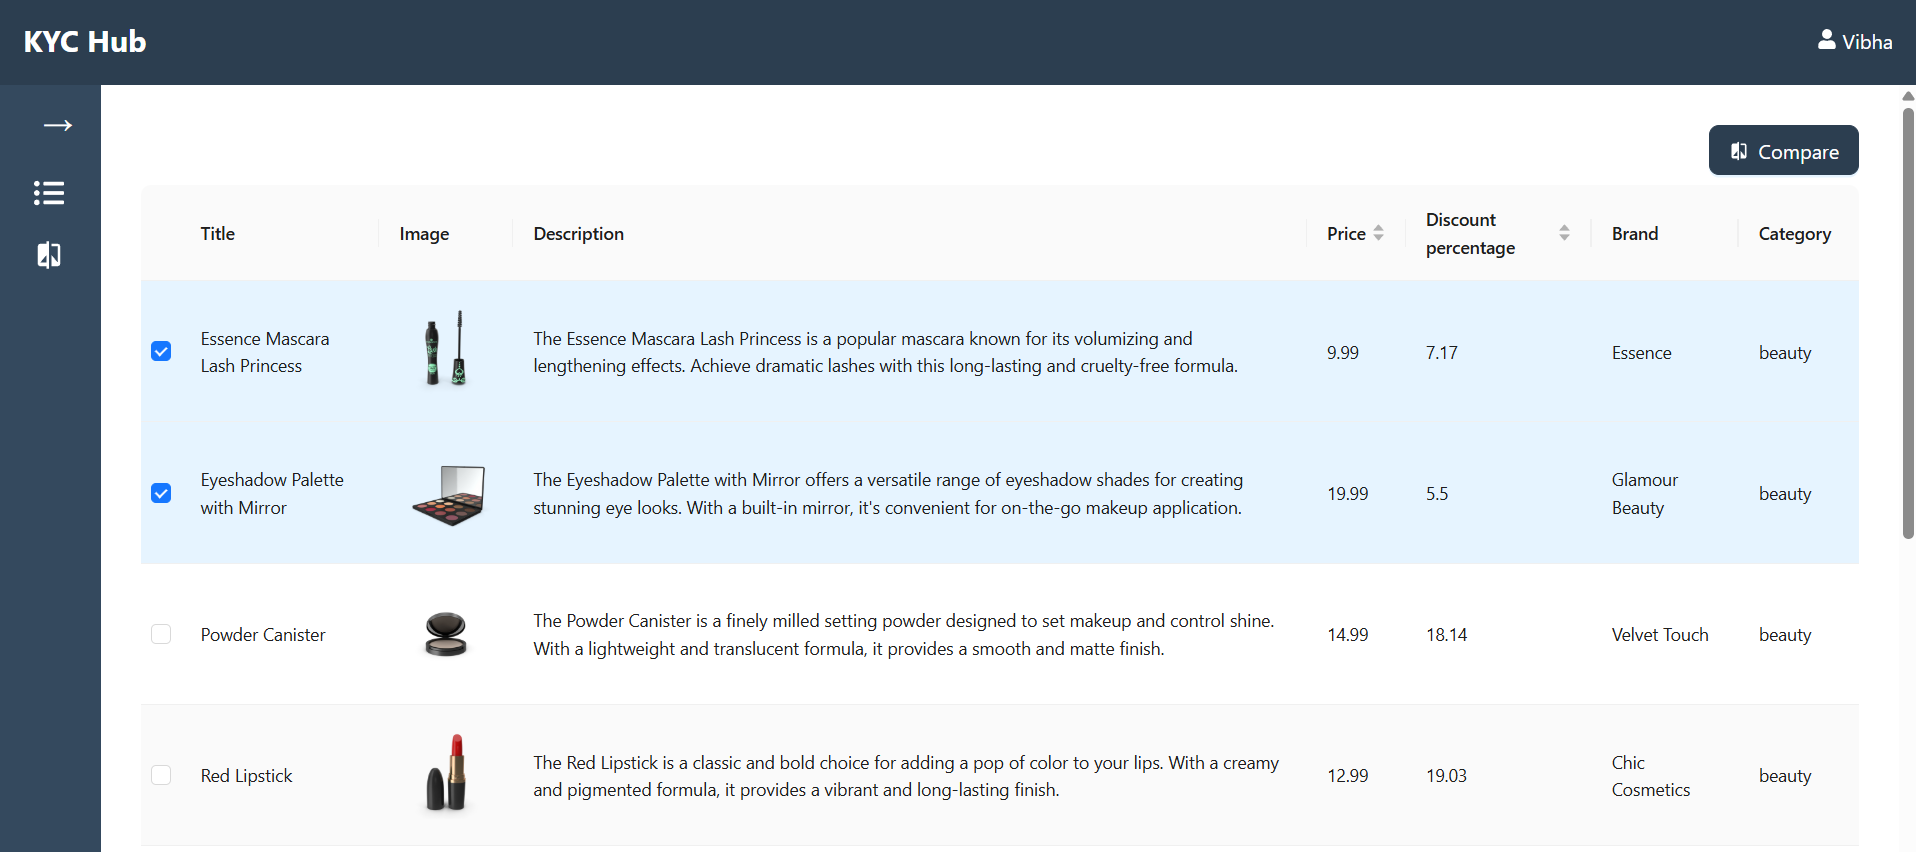 KYC Hub
Vibha
Compare
Title
Image
Description
Price
Discount
percentage
Brand
Category
Essence Mascara
Lash Princess
The Essence Mascara Lash Princess is a popular mascara known for its volumizing and
lengthening effects. Achieve dramatic lashes with this long-lasting and cruelty-free formula.
9.99
7.17
Essence
beauty
Eyeshadow Palette
with Mirror
The Eyeshadow Palette with Mirror offers a versatile range of eyeshadow shades for creating
stunning eye looks. With a built-in mirror, it's convenient for on-the-go makeup application.
19.99
5.5
Glamour
Beauty
beauty
Powder Canister
The Powder Canister is a finely milled setting powder designed to set makeup and control shine.
With a lightweight and translucent formula, it provides a smooth and matte finish.
14.99
18.14
Velvet Touch
beauty
Red Lipstick
The Red Lipstick is a classic and bold choice for adding a pop of color to your lips. With a creamy
and pigmented formula, it provides a vibrant and long-lasting finish.
12.99
19.03
Chic
Cosmetics
beauty